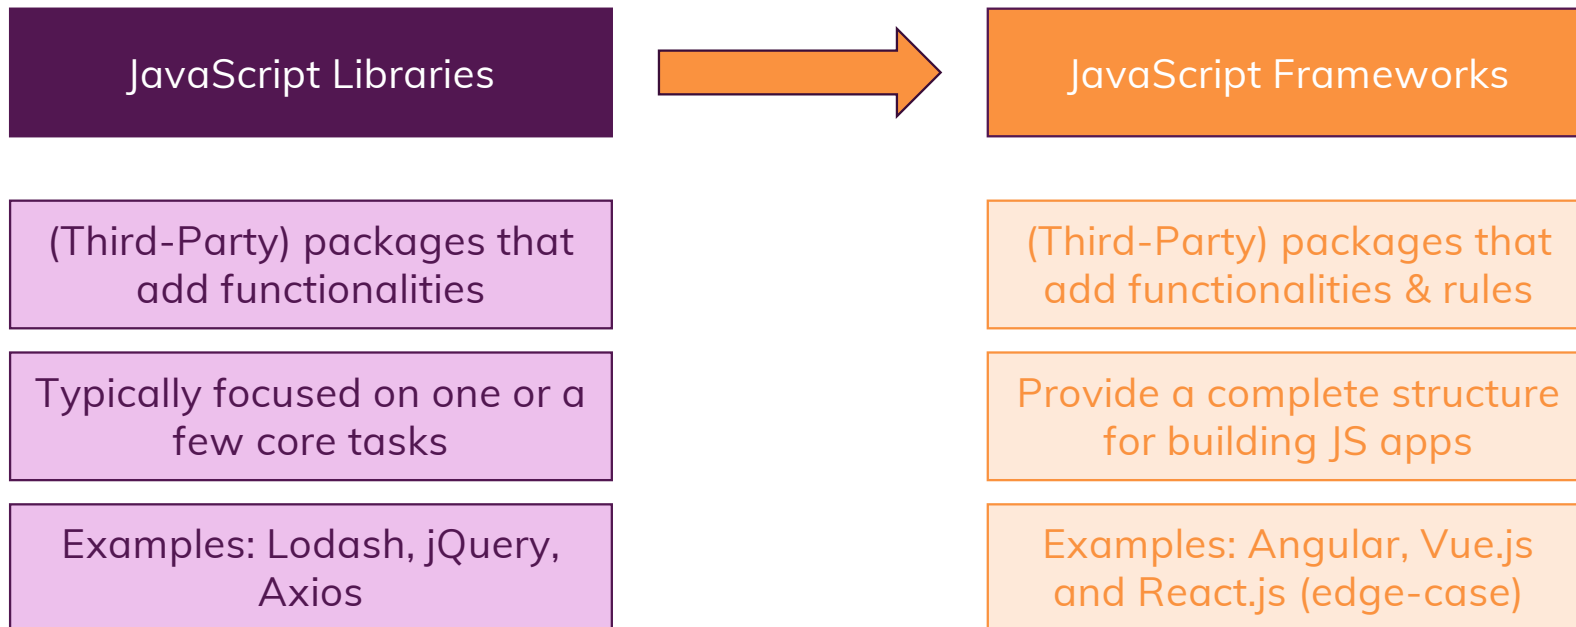 JavaScript Libraries
JavaScript Frameworks
(Third-Party) packages that
add functionalities
(Third-Party) packages that
add functionalities & rules
Typically focused on one or a
few core tasks
Provide a complete structure
for building JS apps
Examples: Lodash, jQuery,
Axios
Examples: Angular, Vue.js
and React.js (edge-case)